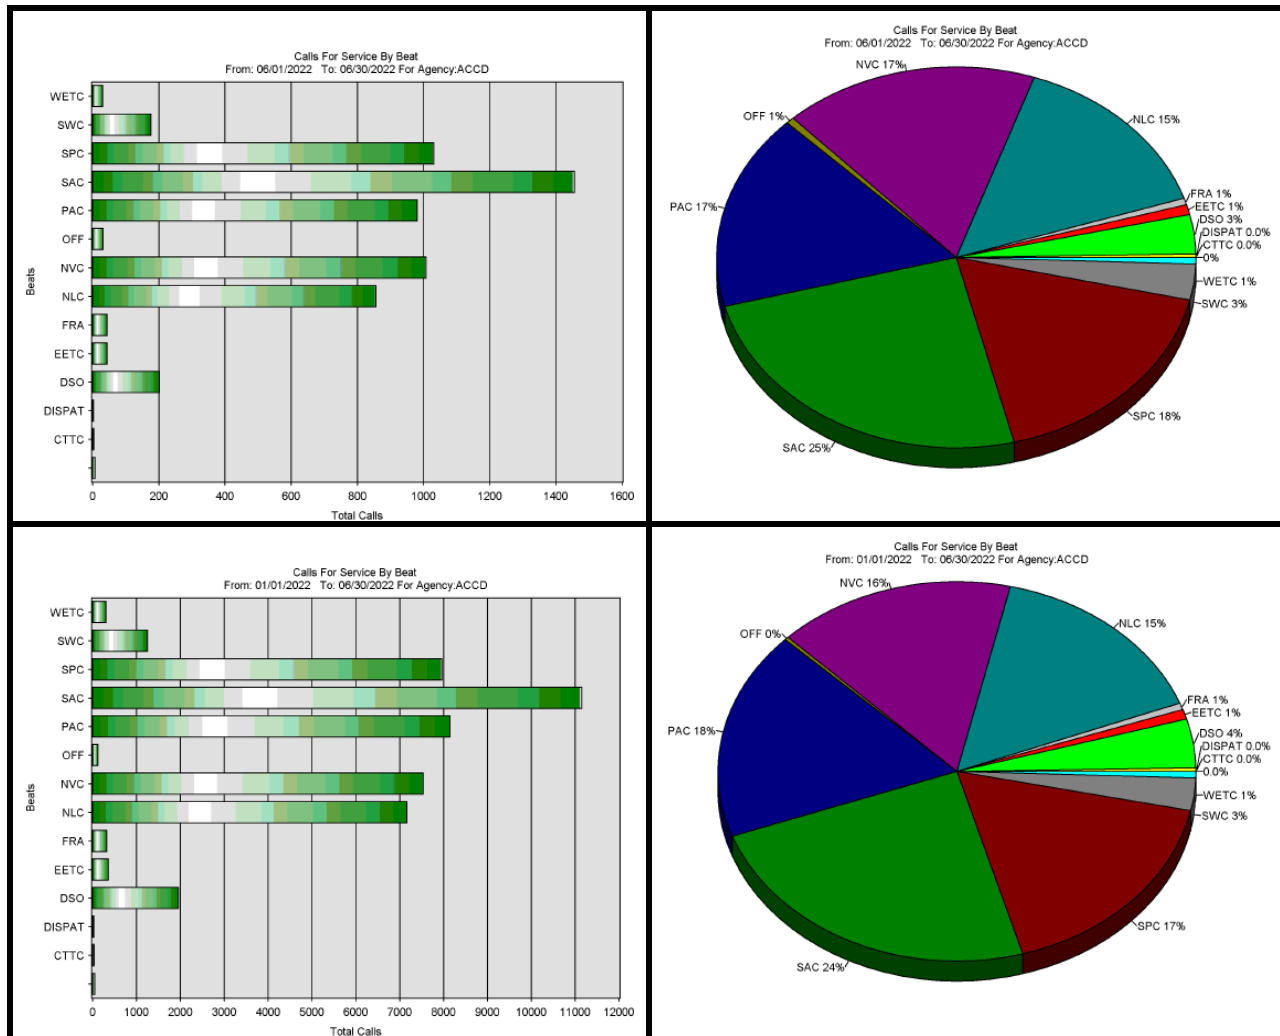 Calls For Service By Beat
From: 06/01/2022 To: 06/30/2022 For Agency:ACCD
WETC
SWC
SPC
SAC
PAC
OFF
NVC
NLC
FRA
EETC
DSO
DISPAT
CTTC
Beats
0 200 400 600 800 1000 1200 1400 1600
Total Calls
Calls For Service By Beat
From: 06/01/2022 To: 06/30/2022 For Agency:ACCD
NVC 17%
OFF 1%
NLC 15%
PAC 17%
FRA 1%
EETC 1%
DSO 3%
DISPAT 0.0%
CTTC 0.0%
0%
WETC 1%
SWC 3%
SPC 18%
SAC 25%
Calls For Service By Beat
From: 01/01/2022 To: 06/30/2022 For Agency:ACCD
WETC
SWC
SPC
SAC
PAC
OFF
NVC
NLC
FRA
EETC
DSO
DISPAT
CTTC
Beats
0 1000 2000 3000 4000 5000 6000 7000 8000 9000 10000 11000 12000
Total Calls
Calls For Service By Beat
From: 01/01/2022 To: 06/30/2022 For Agency:ACCD
NVC 16%
OFF 0%
NLC 15%
PAC 18%
FRA 1%
EETC 1%
DSO 4%
DISPAT 0.0%
CTTC 0.0%
0.0%
WETC 1%
SWC 3%
SPC 17%
SAC 24%